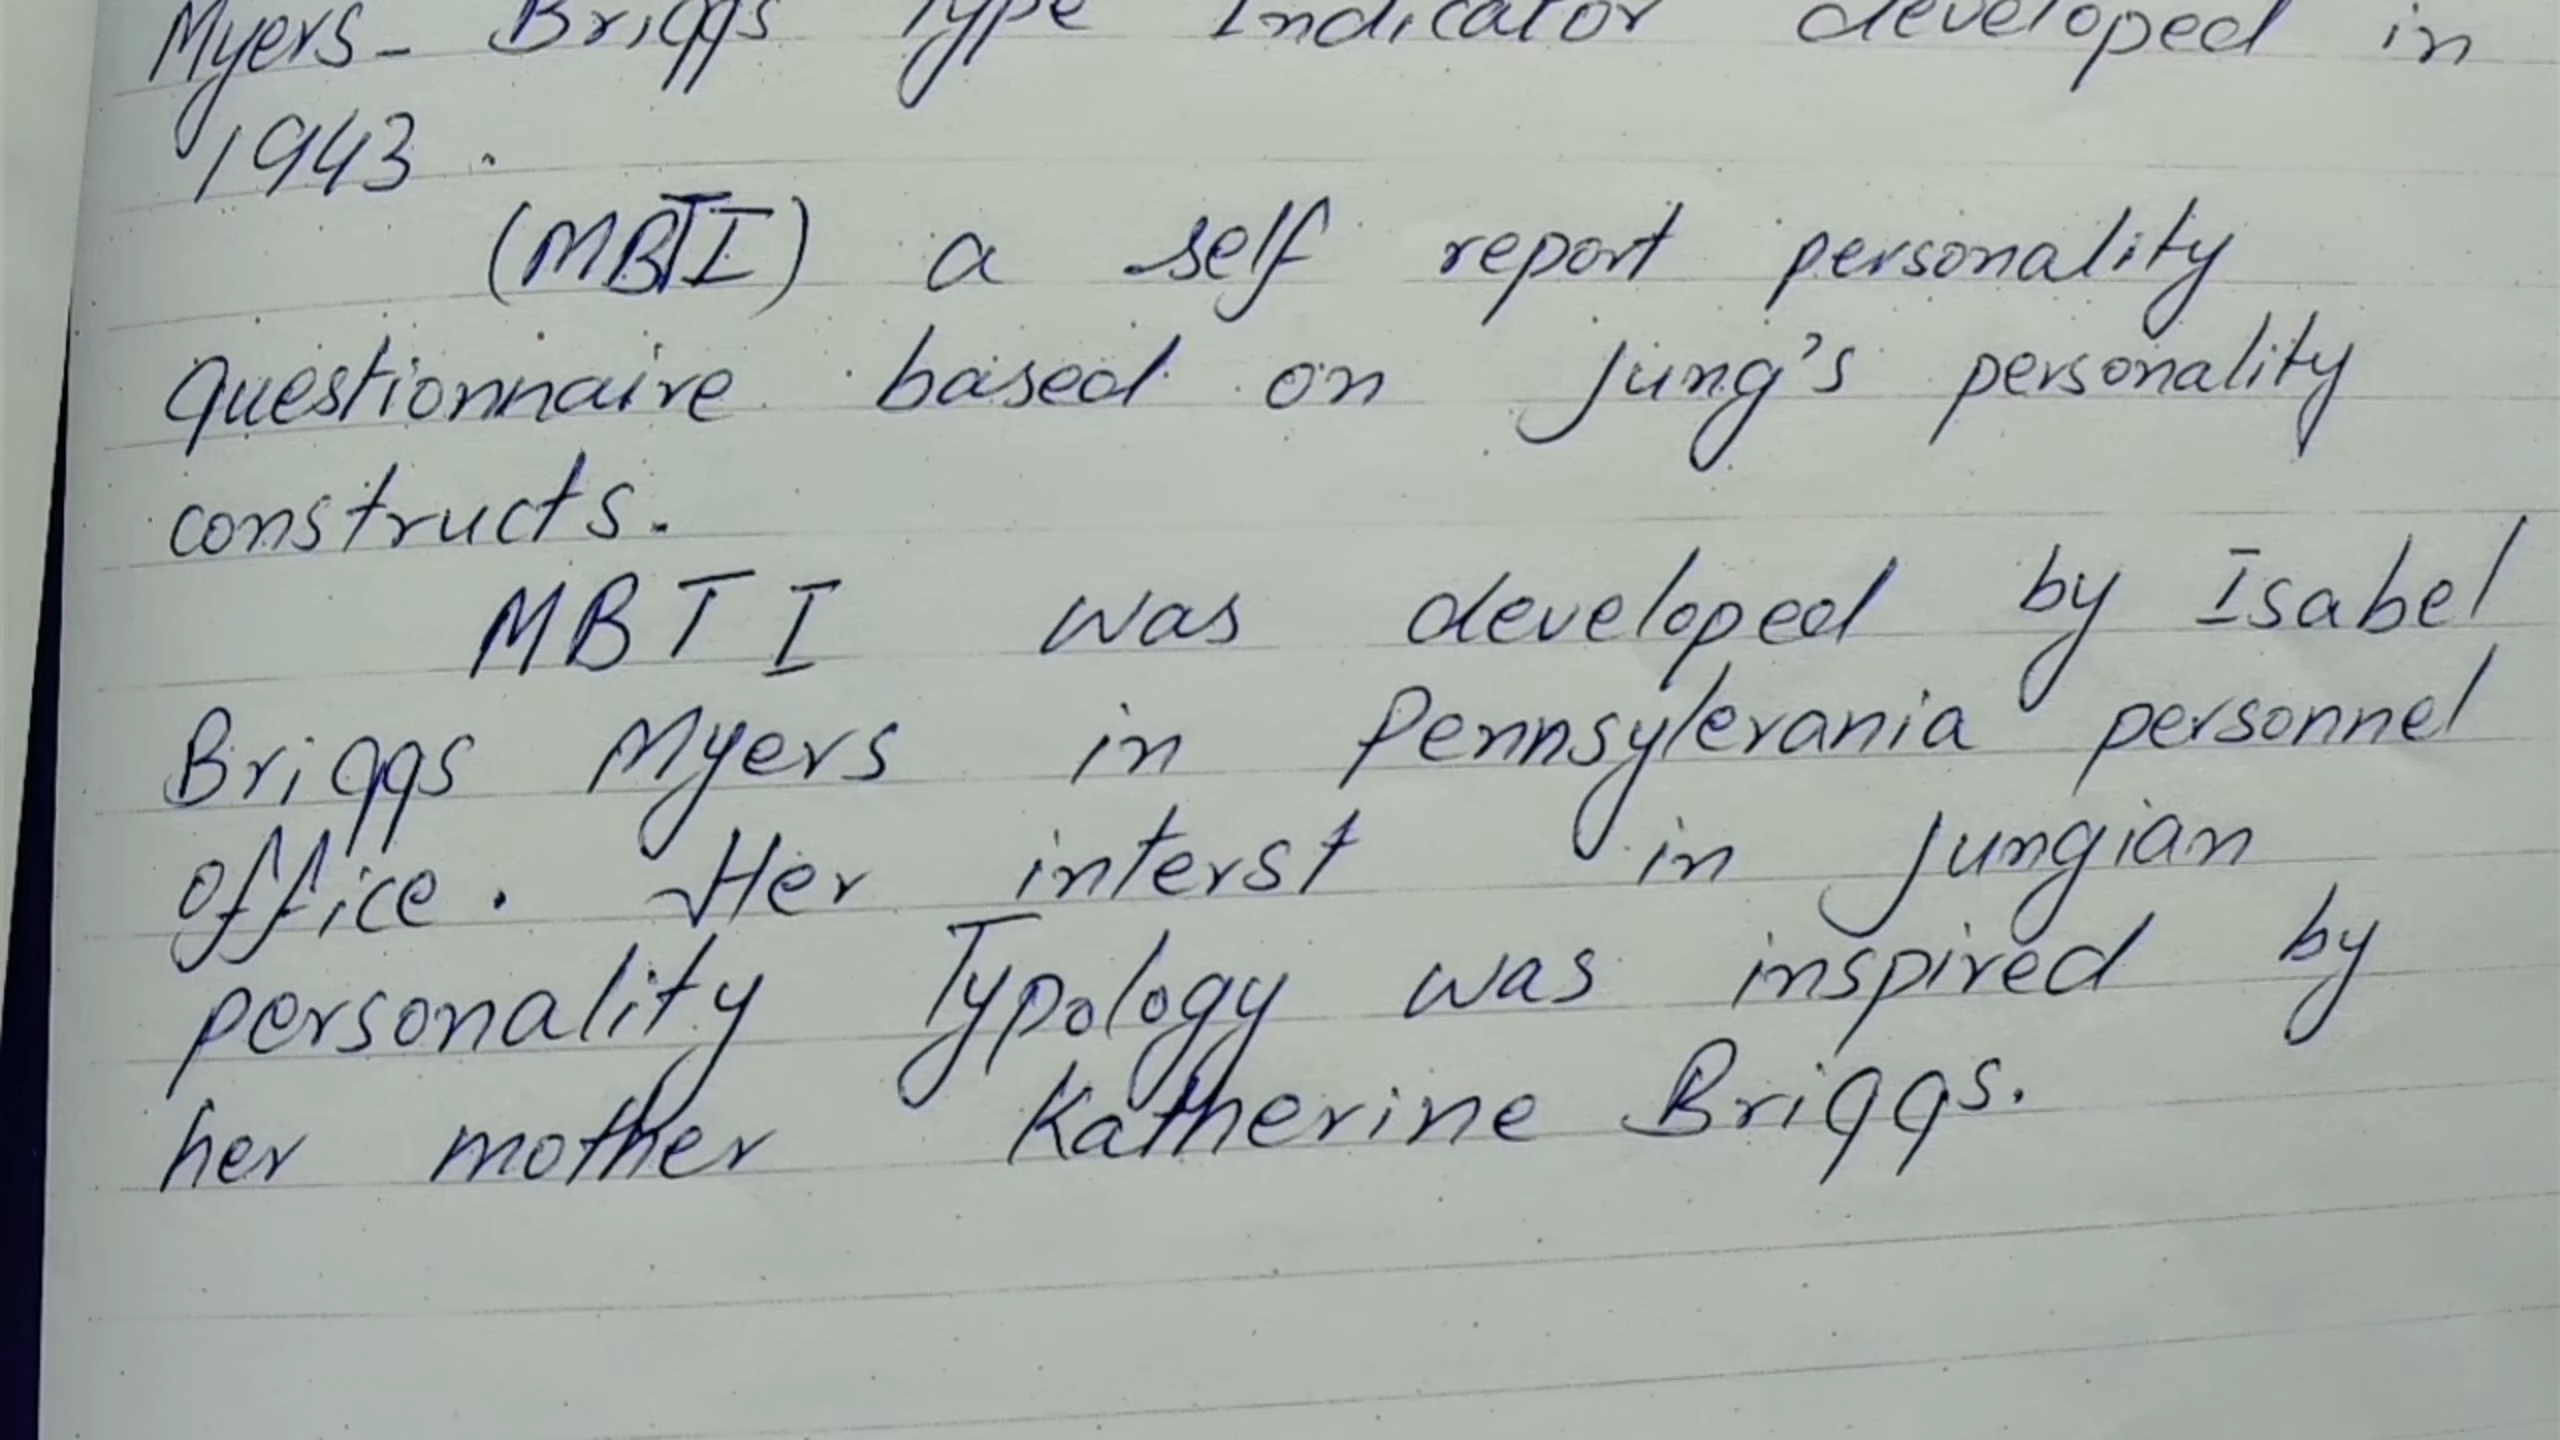 Myers- Briggs Type Indicator developed in
1943.
(MBTI) a self report personality
Questionnaire based on Jung's personality
constructs.
MBTI was developed by Isabel
Briggs Myers in Pennsylevania personnel
office. Her interst in Jungian
personality Typology was inspired by
her mother Katherine Briggs.